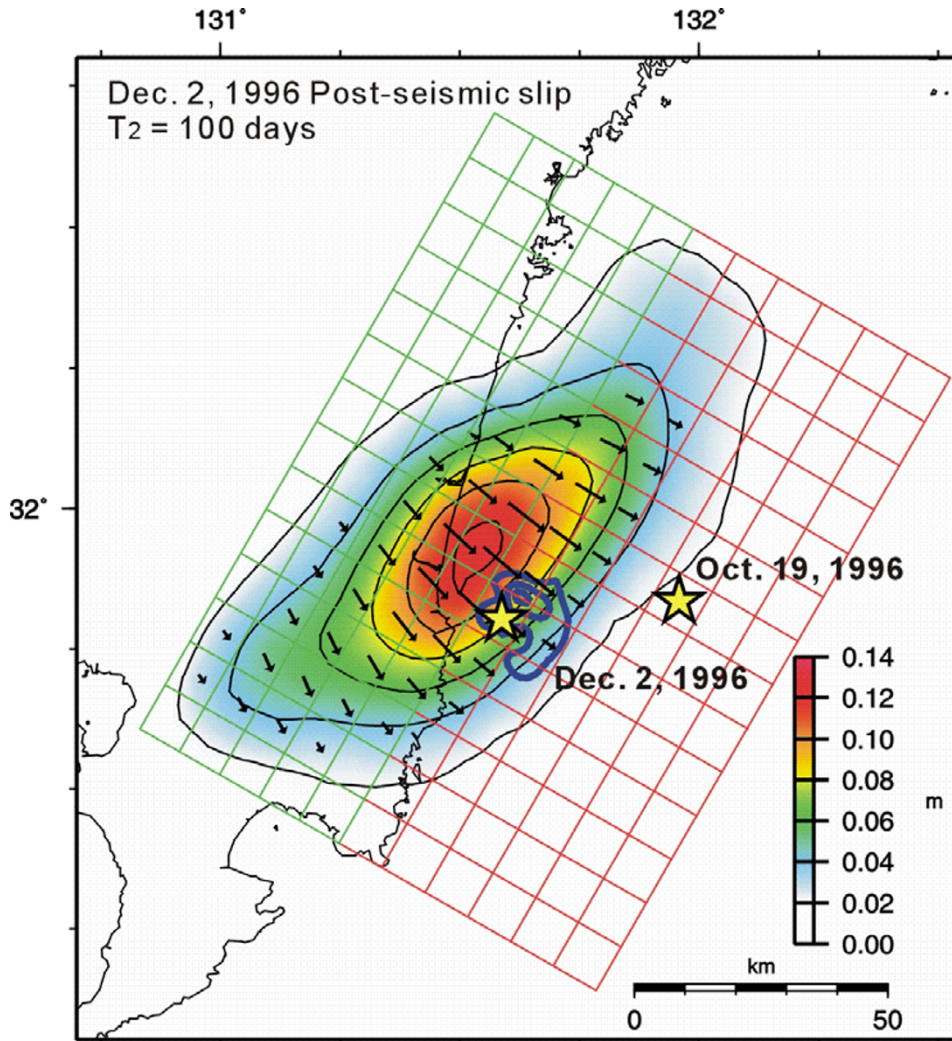 131° 132°
Dec. 2, 1996 Post-seismic slip
T2 = 100 days
32°
Oct. 19, 1996
Dec. 2, 1996
0.14
0.12
0.10
0.08
m
0.06
0.04
0.02
0.00
km
0 50